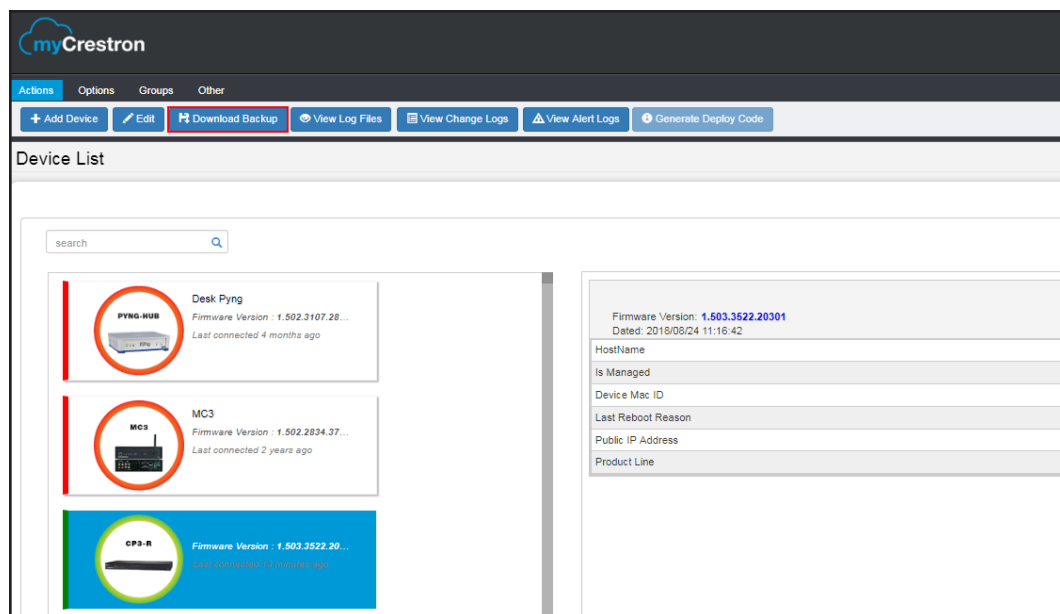 myCrestron
Actions Options Groups Other
Add Device Edit Download Backup View Log Files View Change Logs View Alert Logs Generate Deploy Code
Device List
search
PYNG-HUB
Desk Pyng
Firmware Version : 1.502.3107.28...
Last connected 4 months ago
MC3
MC3
Firmware Version : 1.502.2834.37...
Last connected 2 years ago
CP3-R
Firmware Version : 1.503.3522.20...
Last connected 13 minutes ago
Firmware Version: 1.503.3522.20301
Dated: 2018/08/24 11:16:42
HostName
Is Managed
Device Mac ID
Last Reboot Reason
Public IP Address
Product Line